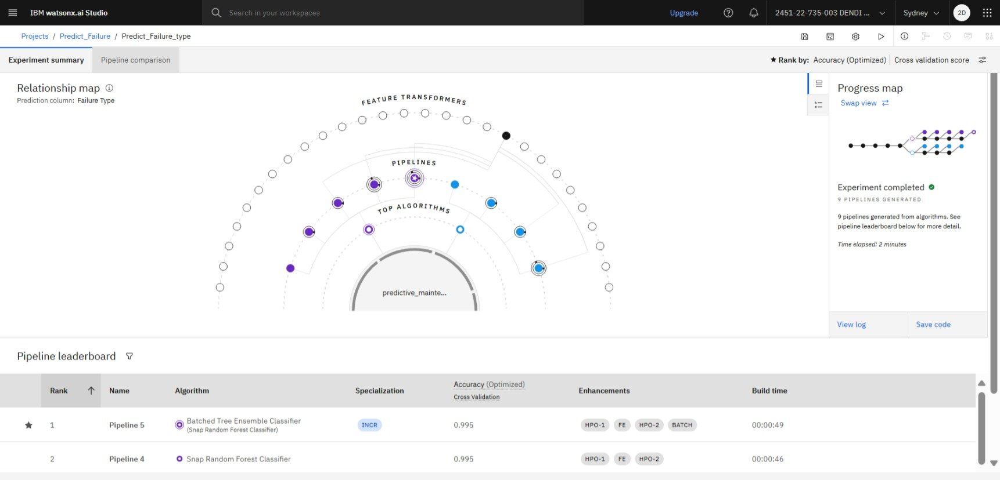 IBM watsonx.ai Studio
Search in your workspaces
Upgrade
2451-22-735-003 DENDI ...
Sydney
2D
Projects / Predict_Failure / Predict_Failure_type
Experiment summary
Pipeline comparison
Rank by: Accuracy (Optimized) | Cross validation score
Relationship map
Prediction column: Failure Type
FEATURE TRANSFORMERS
PIPELINES
TOP ALGORITHMS
predictive_mainte...
Progress map
Swap view
Experiment completed
9 PIPELINES GENERATED
9 pipelines generated from algorithms. See
pipeline leaderboard below for more detail.
Time elapsed: 2 minutes
View log
Save code
Pipeline leaderboard
Rank Name Algorithm Specialization Accuracy (Optimized) Enhancements Build time
Cross Validation
1 Pipeline 5 Batched Tree Ensemble Classifier INCR 0.995 HPO-1 FE HPO-2 BATCH 00:00:49
(Snap Random Forest Classifier)
2 Pipeline 4 Snap Random Forest Classifier 0.995 HPO-1 FE HPO-2 00:00:46